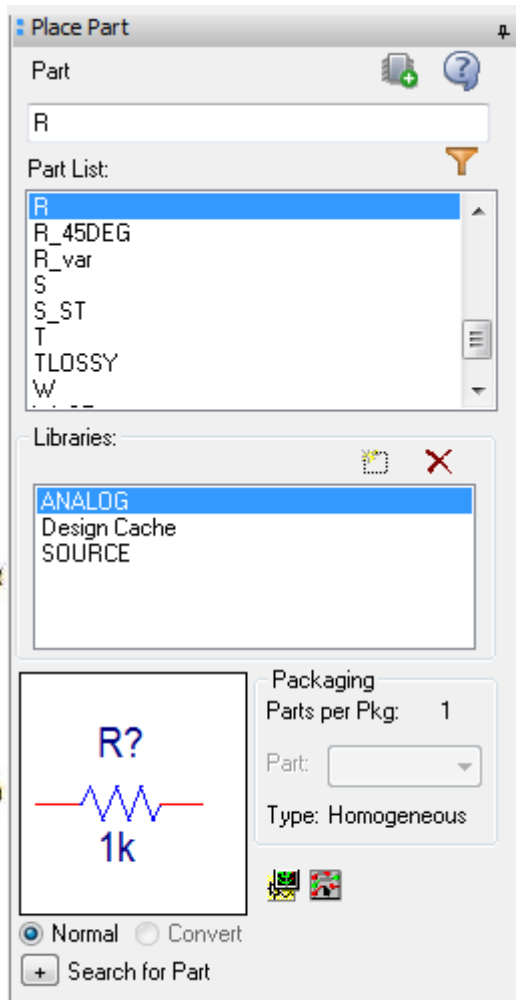 Place Part
Part
R
Part List:
R
R_45DEG
R_var
S
S_ST
T
TLOSSY
W
Libraries:
ANALOG
Design Cache
SOURCE
R?
1k
Packaging
Parts per Pkg: 1
Part:
Type: Homogeneous
Normal Convert
+ Search for Part